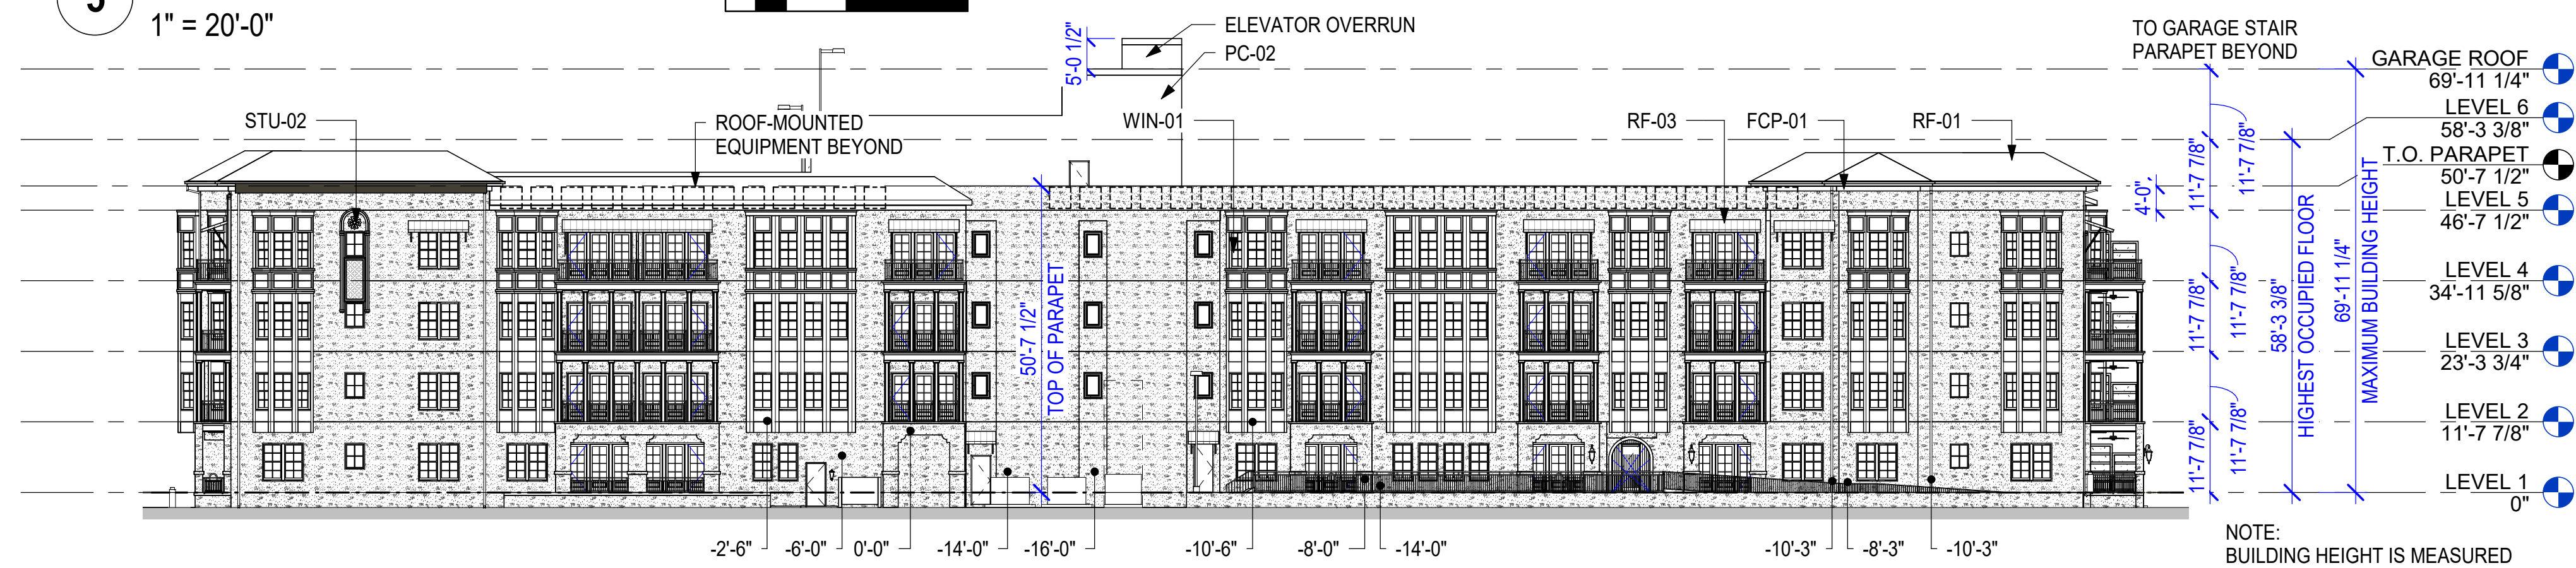 3
1" = 20'-0"
5'-0 1/2"
ELEVATOR OVERRUN
PC-02
TO GARAGE STAIR
PARAPET BEYOND
GARAGE ROOF
69'-11 1/4"
LEVEL 6
58'-3 3/8"
T.O. PARAPET
50'-7 1/2"
LEVEL 5
46'-7 1/2"
LEVEL 4
34'-11 5/8"
LEVEL 3
23'-3 3/4"
LEVEL 2
11'-7 7/8"
LEVEL 1
0"
STU-02
ROOF-MOUNTED
EQUIPMENT BEYOND
WIN-01
RF-03
FCP-01
RF-01
50'-7 1/2"
TOP OF PARAPET
4'-0"
11'-7 7/8"
11'-7 7/8"
11'-7 7/8"
11'-7 7/8"
11'-7 7/8"
11'-7 7/8"
58'-3 3/8"
HIGHEST OCCUPIED FLOOR
69'-11 1/4"
MAXIMUM BUILDING HEIGHT
-2'-6"
-6'-0"
0'-0"
-14'-0"
-16'-0"
-10'-6"
-8'-0"
-14'-0"
-10'-3"
-8'-3"
-10'-3"
NOTE:
BUILDING HEIGHT IS MEASURED